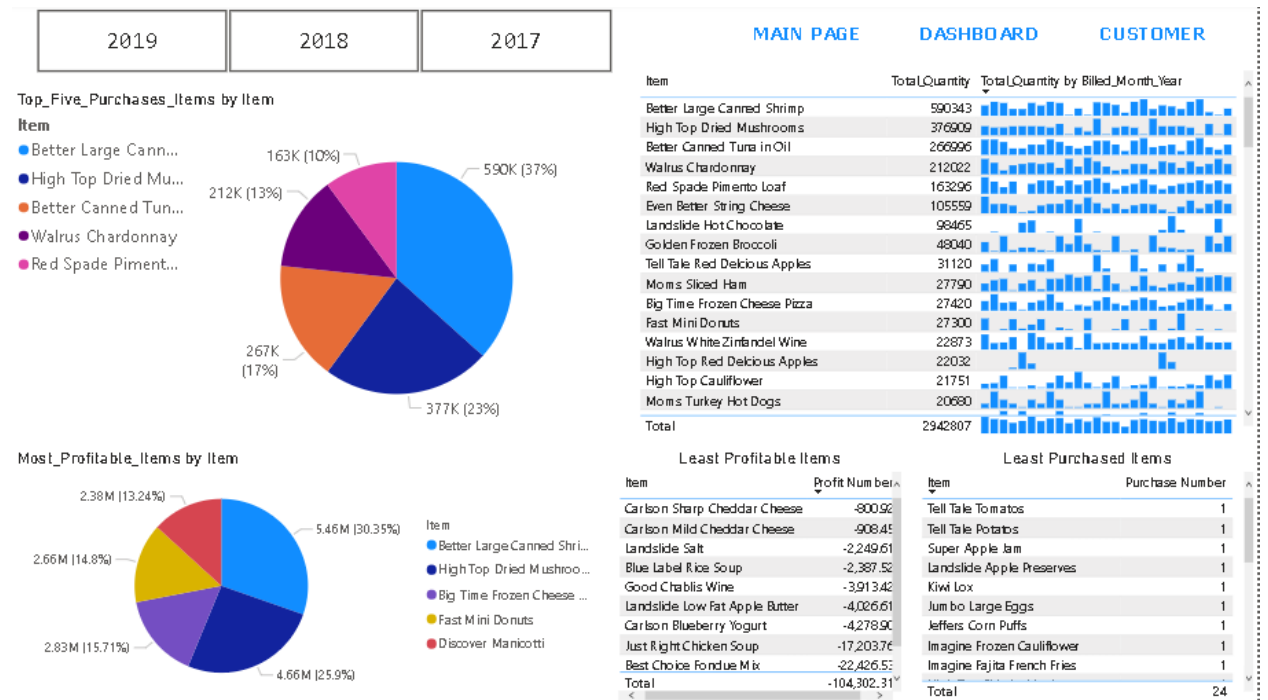 2019 2018 2017
MAIN PAGE DASHBOARD CUSTOMER
Top_Five_Purchases_Items by Item
Item
Better Large Cann...
High Top Dried Mu...
Better Canned Tun...
Walrus Chardonnay
Red Spade Piment...
163K (10%)
590K (37%)
212K (13%)
267K
(17%)
377K (23%)
Item Total_Quantity Total_Quantity by Billed_Month_Year
Better Large Canned Shrimp 590343
High Top Dried Mushrooms 376909
Better Canned Tuna in Oil 266996
Walrus Chardonnay 212022
Red Spade Pimento Loaf 163296
Even Better String Cheese 105559
Landslide Hot Chocolate 98465
Golden Frozen Broccoli 48040
Tell Tale Red Delcious Apples 31120
Moms Sliced Ham 27790
Big Time Frozen Cheese Pizza 27420
Fast Mini Donuts 27300
Walrus White Zinfandel Wine 22873
High Top Red Delcious Apples 22032
High Top Cauliflower 21751
Moms Turkey Hot Dogs 20680
Total 2942807
Most_Profitable_Items by Item
2.38M (13.24%)
5.46M (30.35%)
2.66M (14.8%)
2.83M (15.71%)
4.66M (25.9%)
Item
Better Large Canned Shri...
High Top Dried Mushroo...
Big Time Frozen Cheese ...
Fast Mini Donuts
Discover Manicotti
Least Profitable Items
Item Profit Number
Carlson Sharp Cheddar Cheese -800.92
Carlson Mild Cheddar Cheese -908.45
Landslide Salt -2,249.61
Blue Label Rice Soup -2,387.52
Good Chablis Wine -3,913.42
Landslide Low Fat Apple Butter -4,026.61
Carlson Blueberry Yogurt -4,278.90
Just Right Chicken Soup -17,203.76
Best Choice Fondue Mix -22,426.53
Total -104,302.31
Least Purchased Items
Item Purchase Number
Tell Tale Tomatos 1
Tell Tale Potatos 1
Super Apple Jam 1
Landslide Apple Preserves 1
Kiwi Lox 1
Jumbo Large Eggs 1
Jeffers Corn Puffs 1
Imagine Frozen Cauliflower 1
Imagine Fajita French Fries 1
Total 24